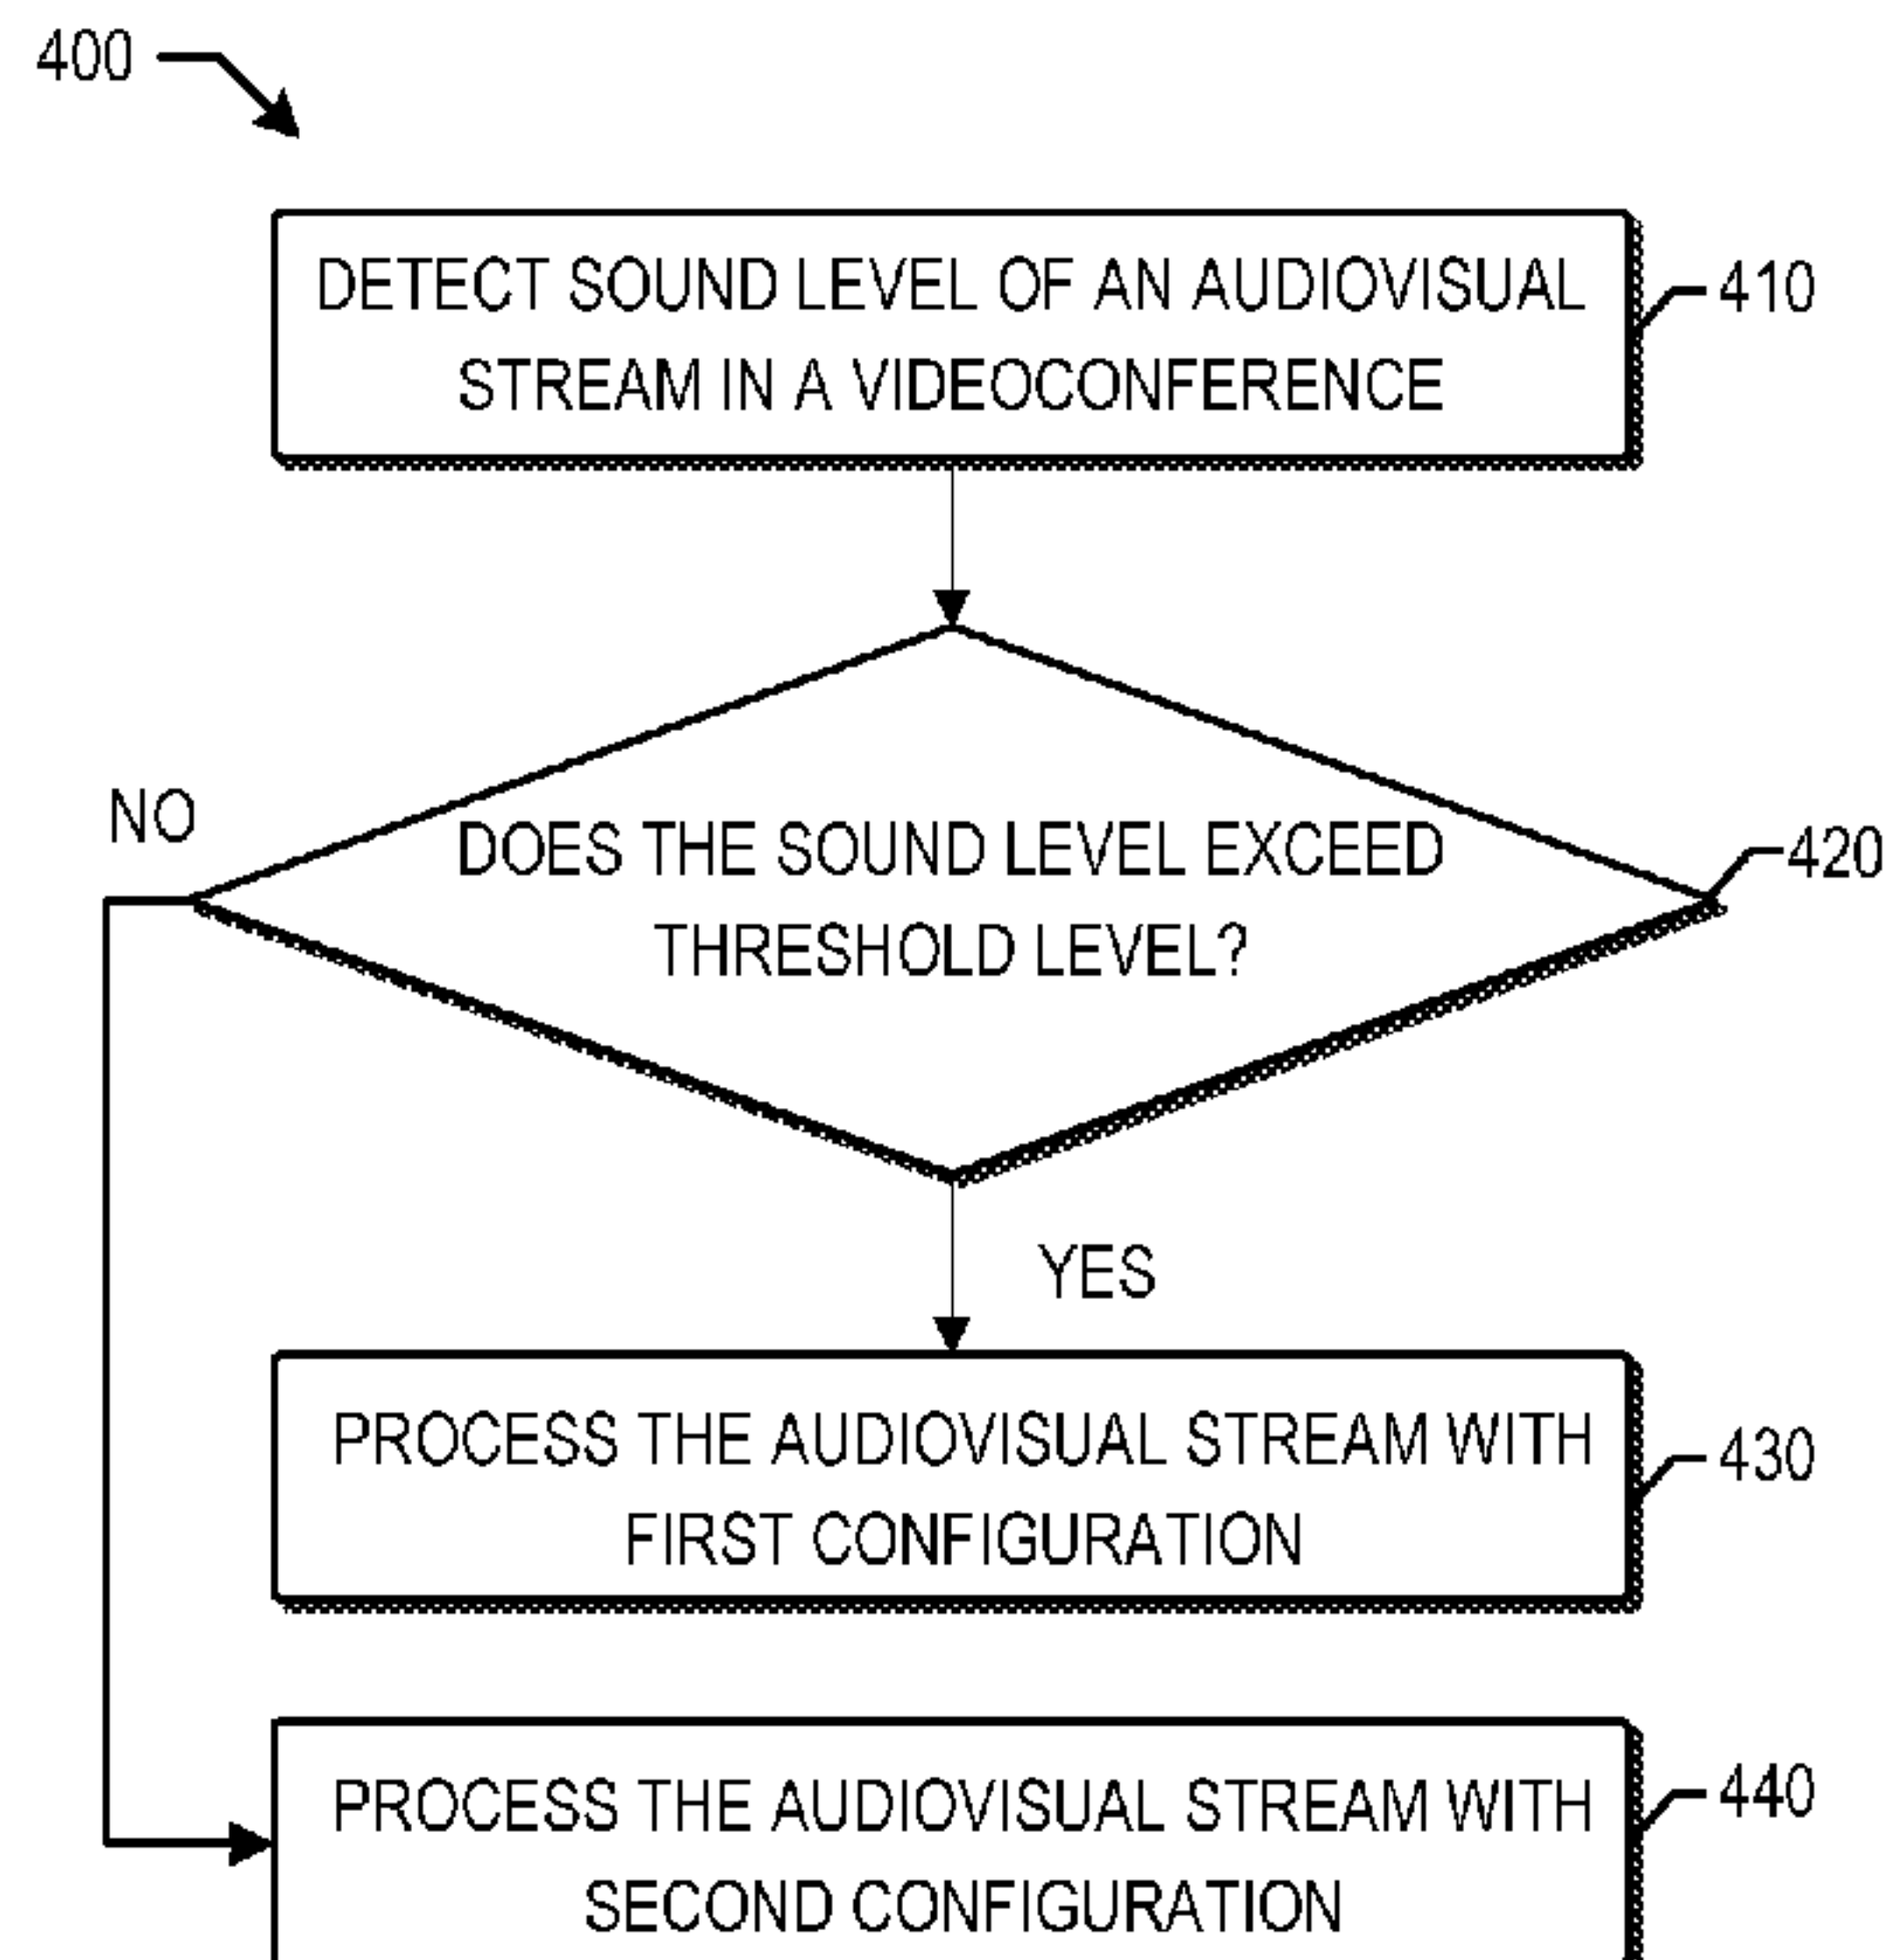 400
DETECT SOUND LEVEL OF AN AUDIOVISUAL
STREAM IN A VIDEOCONFERENCE
410
NO
DOES THE SOUND LEVEL EXCEED
THRESHOLD LEVEL?
420
YES
PROCESS THE AUDIOVISUAL STREAM WITH
FIRST CONFIGURATION
430
PROCESS THE AUDIOVISUAL STREAM WITH
SECOND CONFIGURATION
440